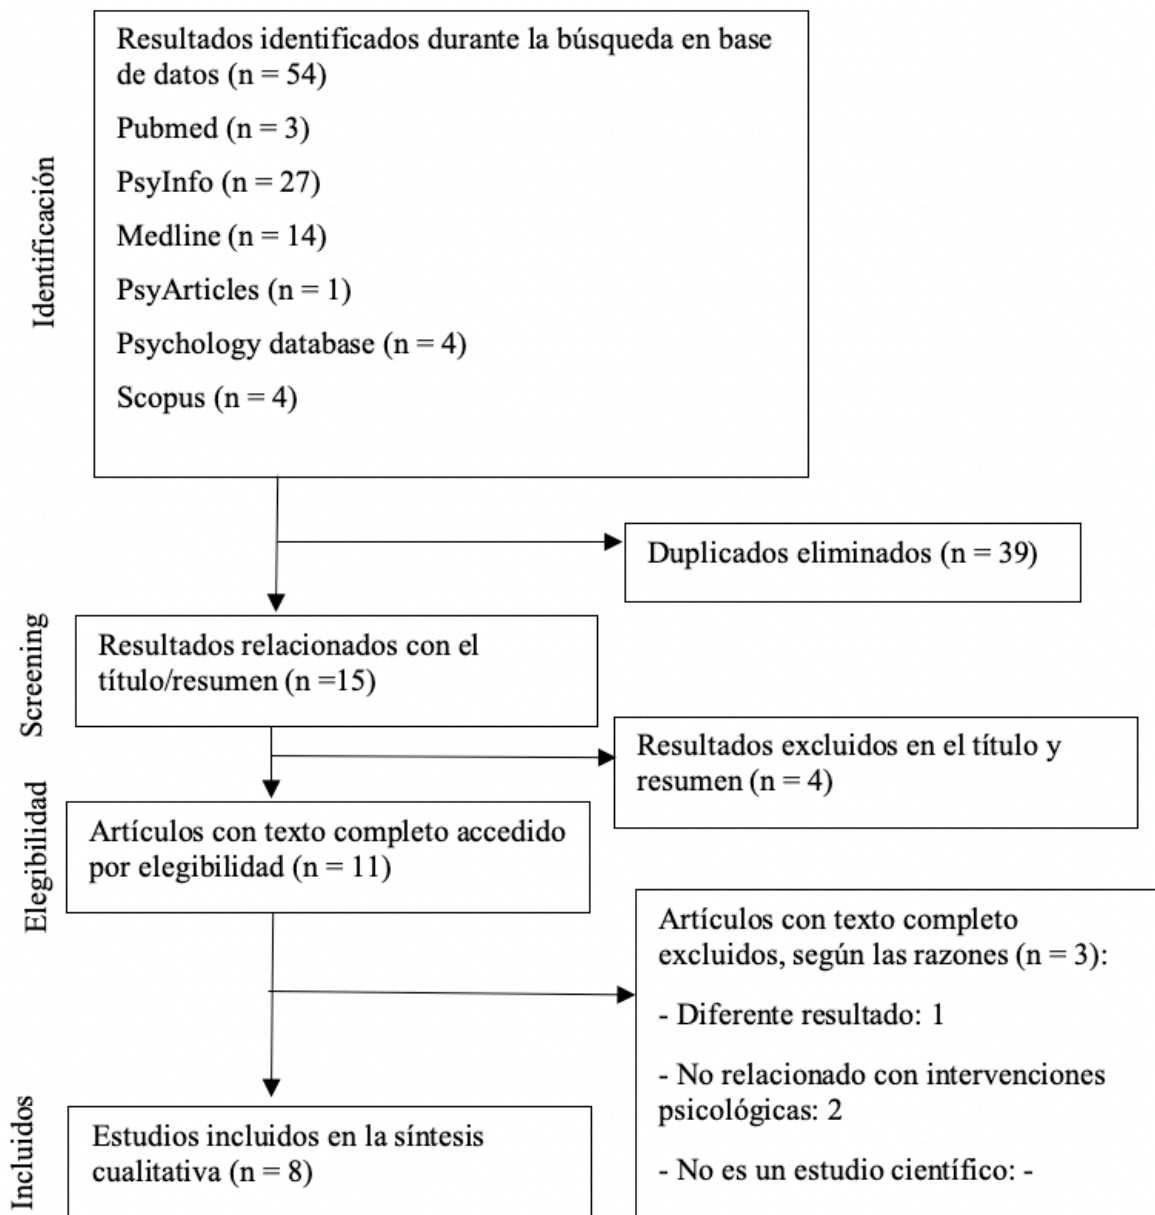 Identificación
Resultados identificados durante la búsqueda en base
de datos (n = 54)
Pubmed (n = 3)
PsyInfo (n = 27)
Medline (n = 14)
PsyArticles (n = 1)
Psychology database (n = 4)
Scopus (n = 4)
Duplicados eliminados (n = 39)
Screening
Resultados relacionados con el
título/resumen (n =15)
Resultados excluidos en el título y
resumen (n = 4)
Elegibilidad
Artículos con texto completo accedido
por elegibilidad (n = 11)
Artículos con texto completo
excluidos, según las razones (n = 3):
- Diferente resultado: 1
- No relacionado con intervenciones
psicológicas: 2
- No es un estudio científico: -
Incluidos
Estudios incluidos en la síntesis
cualitativa (n = 8)